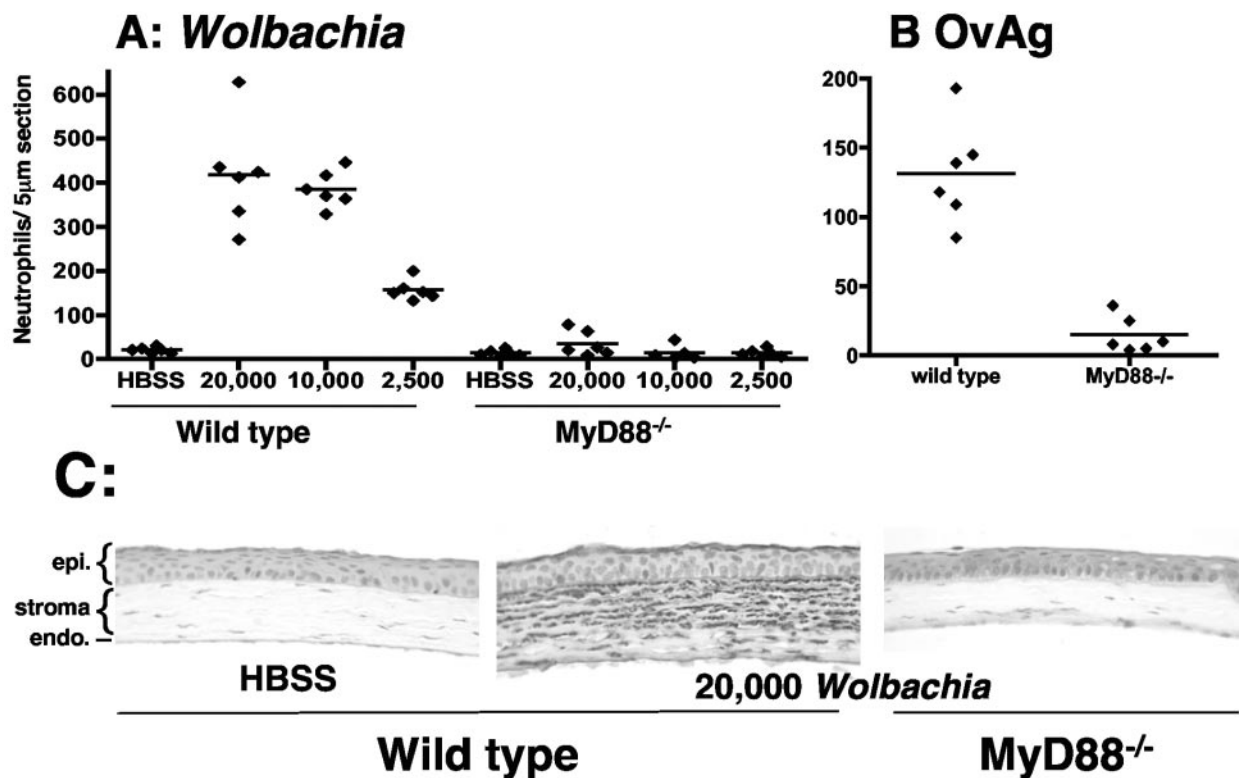 A: Wolbachia
B OvAg
Neutrophils/ 5µm section
600
500
400
300
200
100
0
HBSS 20,000 10,000 2,500 HBSS 20,000 10,000 2,500
Wild type MyD88-/-
200
150
100
50
0
wild type MyD88-/-
C:
epi.
stroma
endo.
HBSS
20,000 Wolbachia
Wild type MyD88-/-